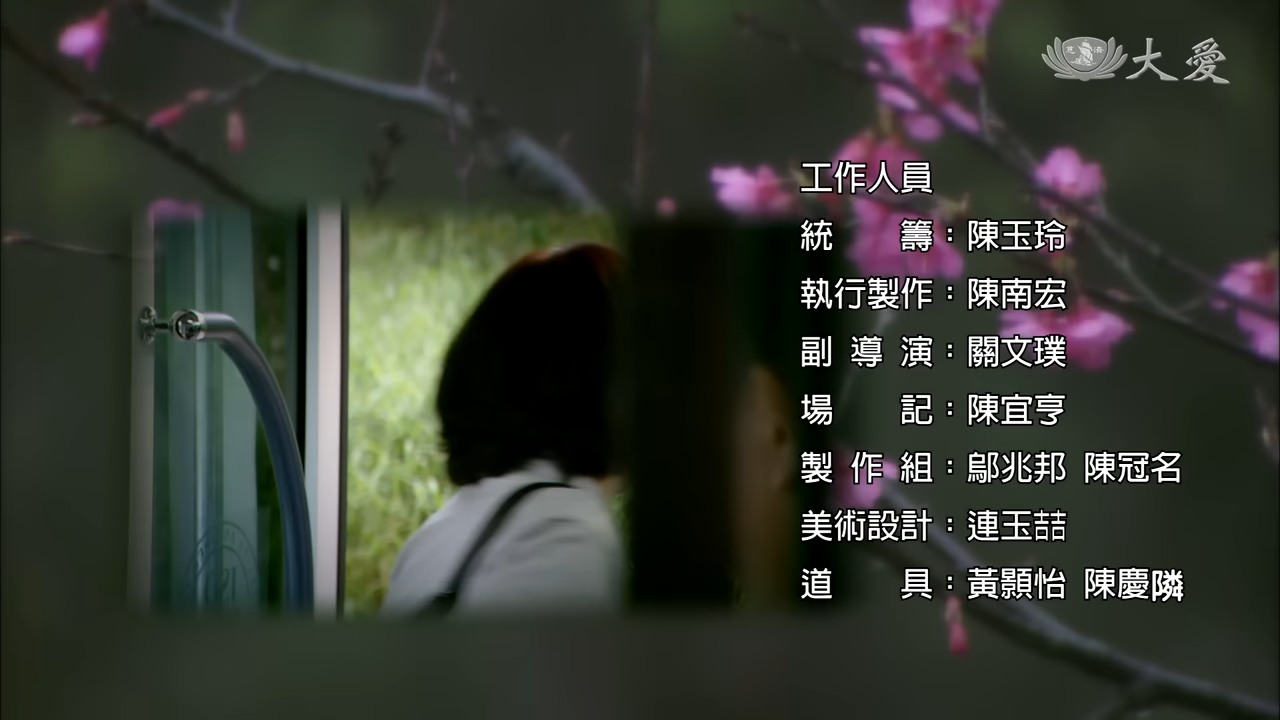 大愛
工作人員
統籌:陳玉玲
執行製作:陳南宏
副導演:關文璞
場記:陳宜亨
製作組:鄔兆邦 陳冠名
美術設計:連玉喆
道具:黃顥怡 陳慶隣